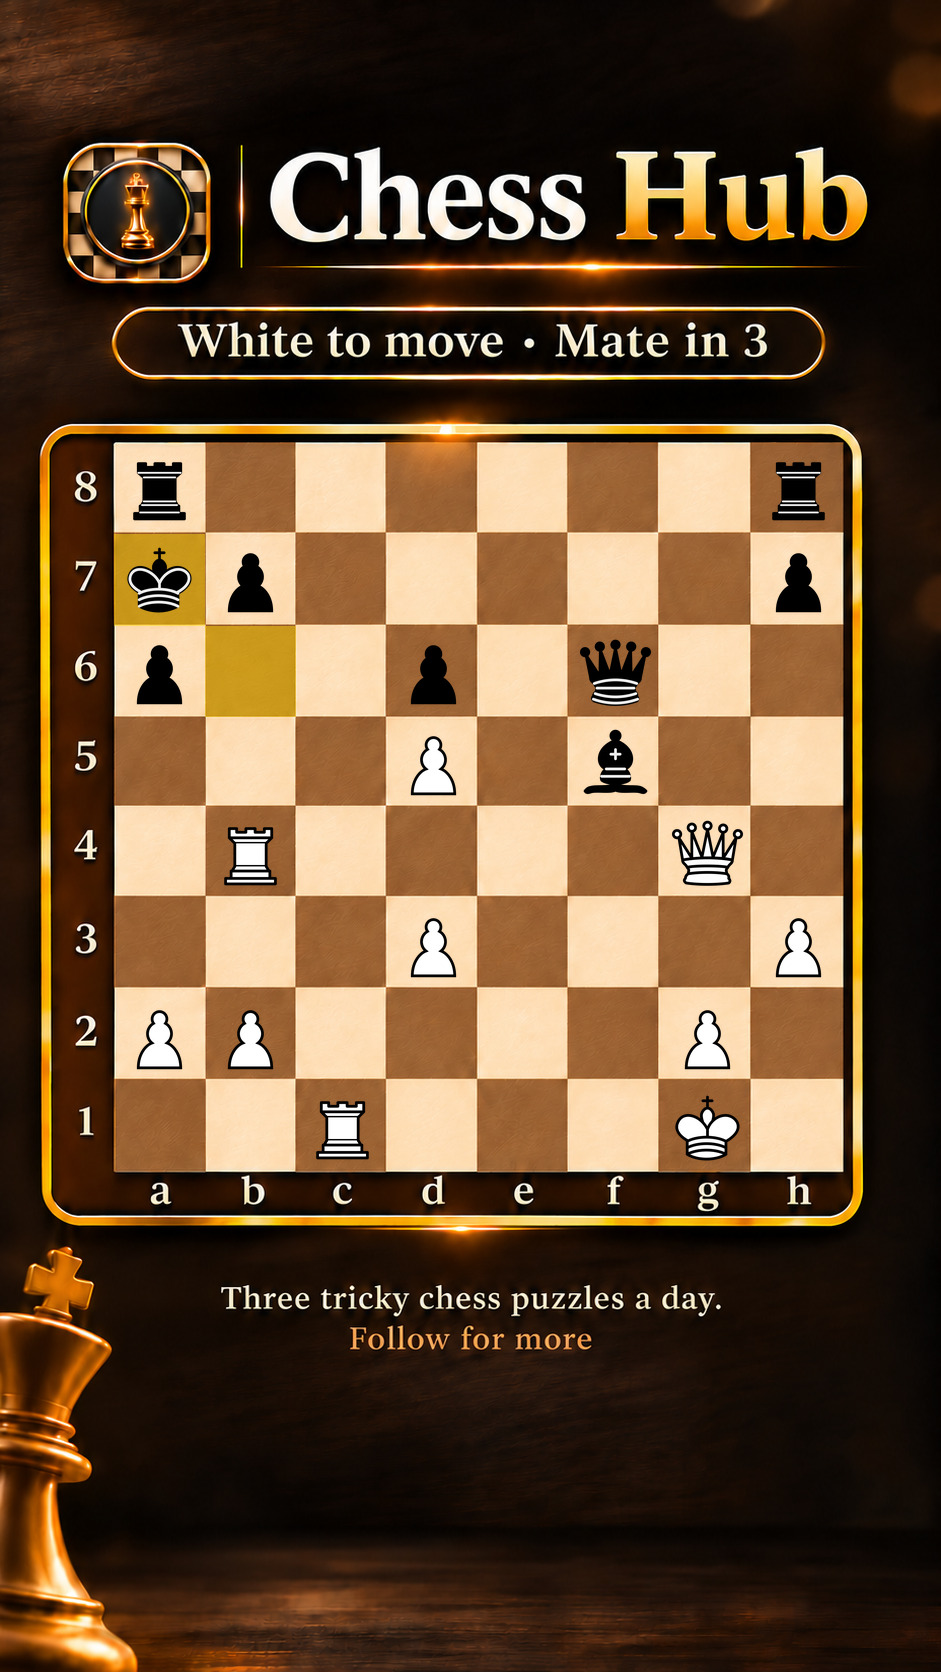 Chess Hub
White to move • Mate in 3
8
7
6
5
4
3
2
1
a b c d e f g h
Three tricky chess puzzles a day.
Follow for more